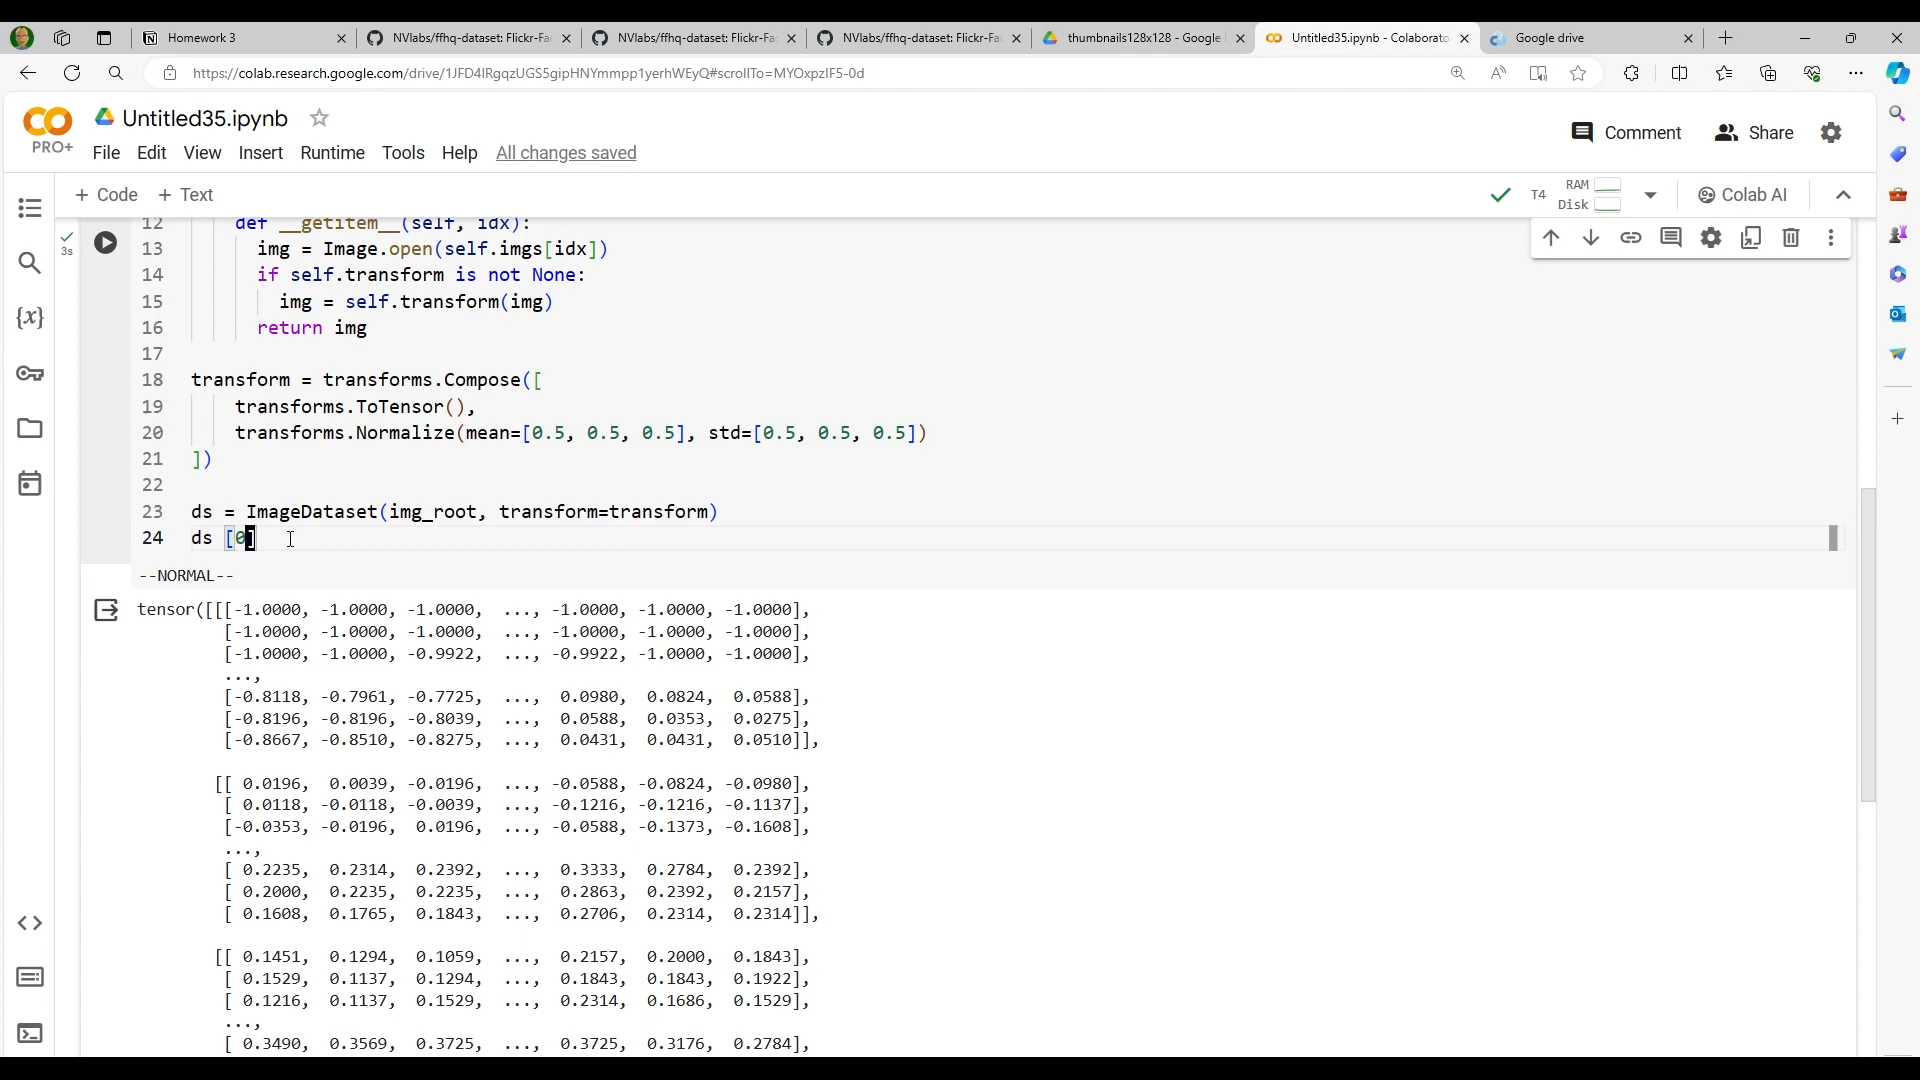 Homework 3
NVlabs/ffhq-dataset: Flickr-Fa
NVlabs/ffhq-dataset: Flickr-Fa
NVlabs/ffhq-dataset: Flickr-Fa
thumbnails128x128 - Google
Untitled35.ipynb - Colaborato
Google drive
https://colab.research.google.com/drive/1JFD4IRgqzUGS5gipHNYmmpp1yerhWEyQ#scrollTo=MYOxpzIF5-0d
PRO+
Untitled35.ipynb
File Edit View Insert Runtime Tools Help All changes saved
Comment Share
+ Code + Text
T4 RAM Disk Colab AI
3s
12 def __getitem__(self, idx):
13 img = Image.open(self.imgs[idx])
14 if self.transform is not None:
15 img = self.transform(img)
16 return img
17
18 transform = transforms.Compose([
19 transforms.ToTensor(),
20 transforms.Normalize(mean=[0.5, 0.5, 0.5], std=[0.5, 0.5, 0.5])
21 ])
22
23 ds = ImageDataset(img_root, transform=transform)
24 ds [0]
--NORMAL--
tensor([[[-1.0000, -1.0000, -1.0000, ..., -1.0000, -1.0000, -1.0000],
[-1.0000, -1.0000, -1.0000, ..., -1.0000, -1.0000, -1.0000],
[-1.0000, -1.0000, -0.9922, ..., -0.9922, -1.0000, -1.0000],
...,
[-0.8118, -0.7961, -0.7725, ..., 0.0980, 0.0824, 0.0588],
[-0.8196, -0.8196, -0.8039, ..., 0.0588, 0.0353, 0.0275],
[-0.8667, -0.8510, -0.8275, ..., 0.0431, 0.0431, 0.0510]],
[[ 0.0196, 0.0039, -0.0196, ..., -0.0588, -0.0824, -0.0980],
[ 0.0118, -0.0118, -0.0039, ..., -0.1216, -0.1216, -0.1137],
[-0.0353, -0.0196, 0.0196, ..., -0.0588, -0.1373, -0.1608],
...,
[ 0.2235, 0.2314, 0.2392, ..., 0.3333, 0.2784, 0.2392],
[ 0.2000, 0.2235, 0.2235, ..., 0.2863, 0.2392, 0.2157],
[ 0.1608, 0.1765, 0.1843, ..., 0.2706, 0.2314, 0.2314]],
[[ 0.1451, 0.1294, 0.1059, ..., 0.2157, 0.2000, 0.1843],
[ 0.1529, 0.1137, 0.1294, ..., 0.1843, 0.1843, 0.1922],
[ 0.1216, 0.1137, 0.1529, ..., 0.2314, 0.1686, 0.1529],
...,
[ 0.3490, 0.3569, 0.3725, ..., 0.3725, 0.3176, 0.2784],